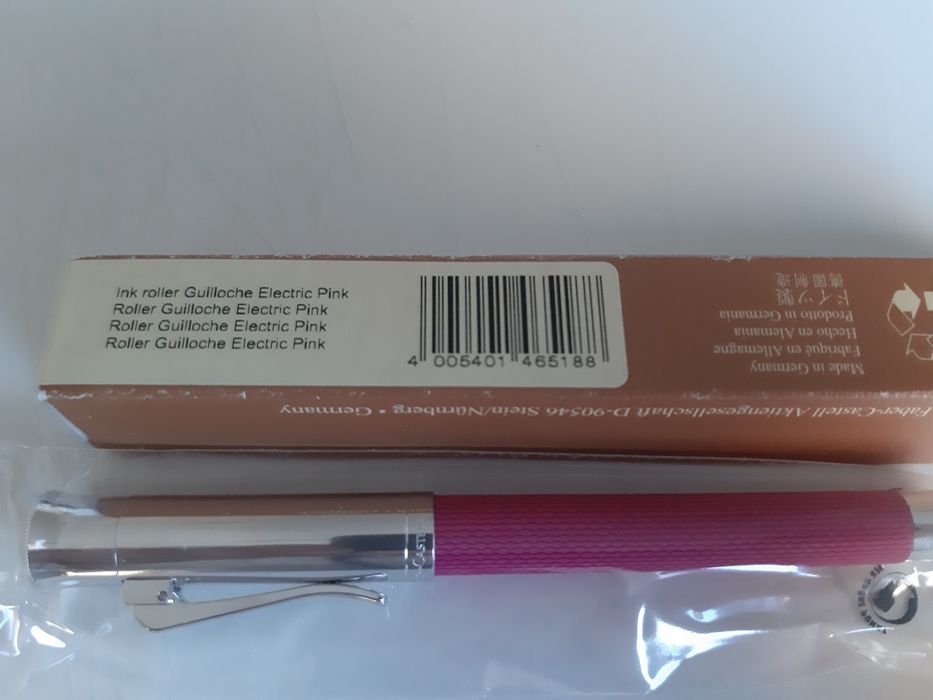 Ink roller Guilloche Electric Pink
Roller Guilloche Electric Pink
Roller Guilloche Electric Pink
Roller Guilloche Electric Pink
4 005401 465188
Made in Germany
Fabriqué en Allemagne
Hecho en Alemania
Prodotto in Germania
ドイツ製
德国制造
Faber-Castell Aktiengesellschaft D-90546 Stein/Nürnberg • Germany
CASTE